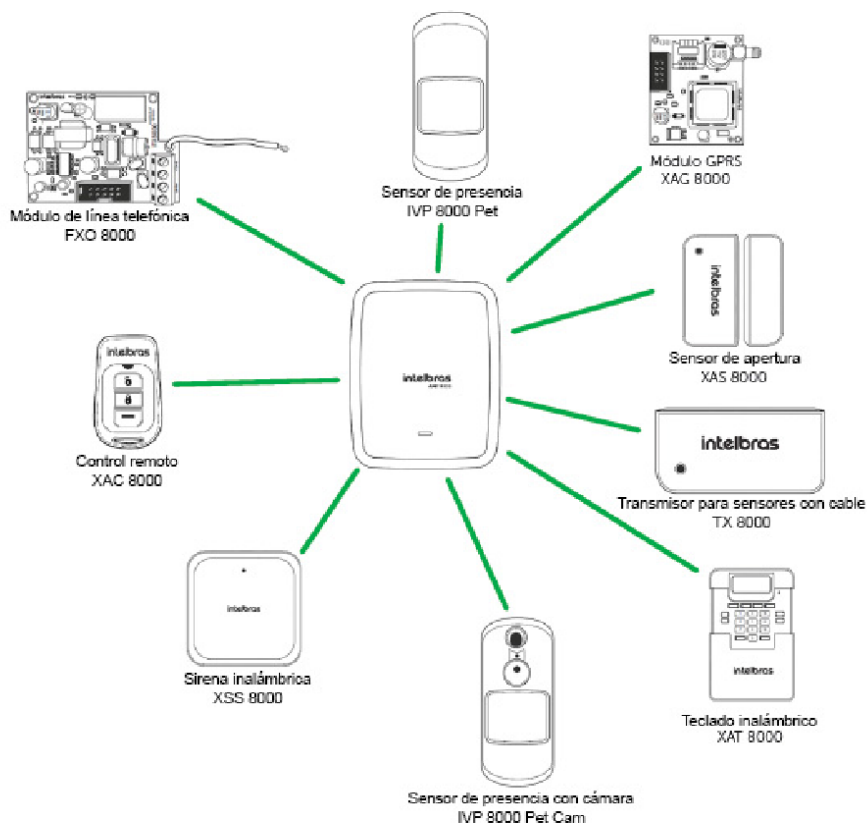 intelbras
Módulo de línea telefónica
FXO 8000
Sensor de presencia
IVP 8000 Pet
Módulo GPRS
XAG 8000
intelbras
Sensor de apertura
XAS 8000
intelbras
Control remoto
XAC 8000
intelbras
intelbras
Transmisor para sensores con cable
TX 8000
intelbras
Sirena inalámbrica
XSS 8000
intelbras
Teclado inalámbrico
XAT 8000
Sensor de presencia con cámara
IVP 8000 Pet Cam